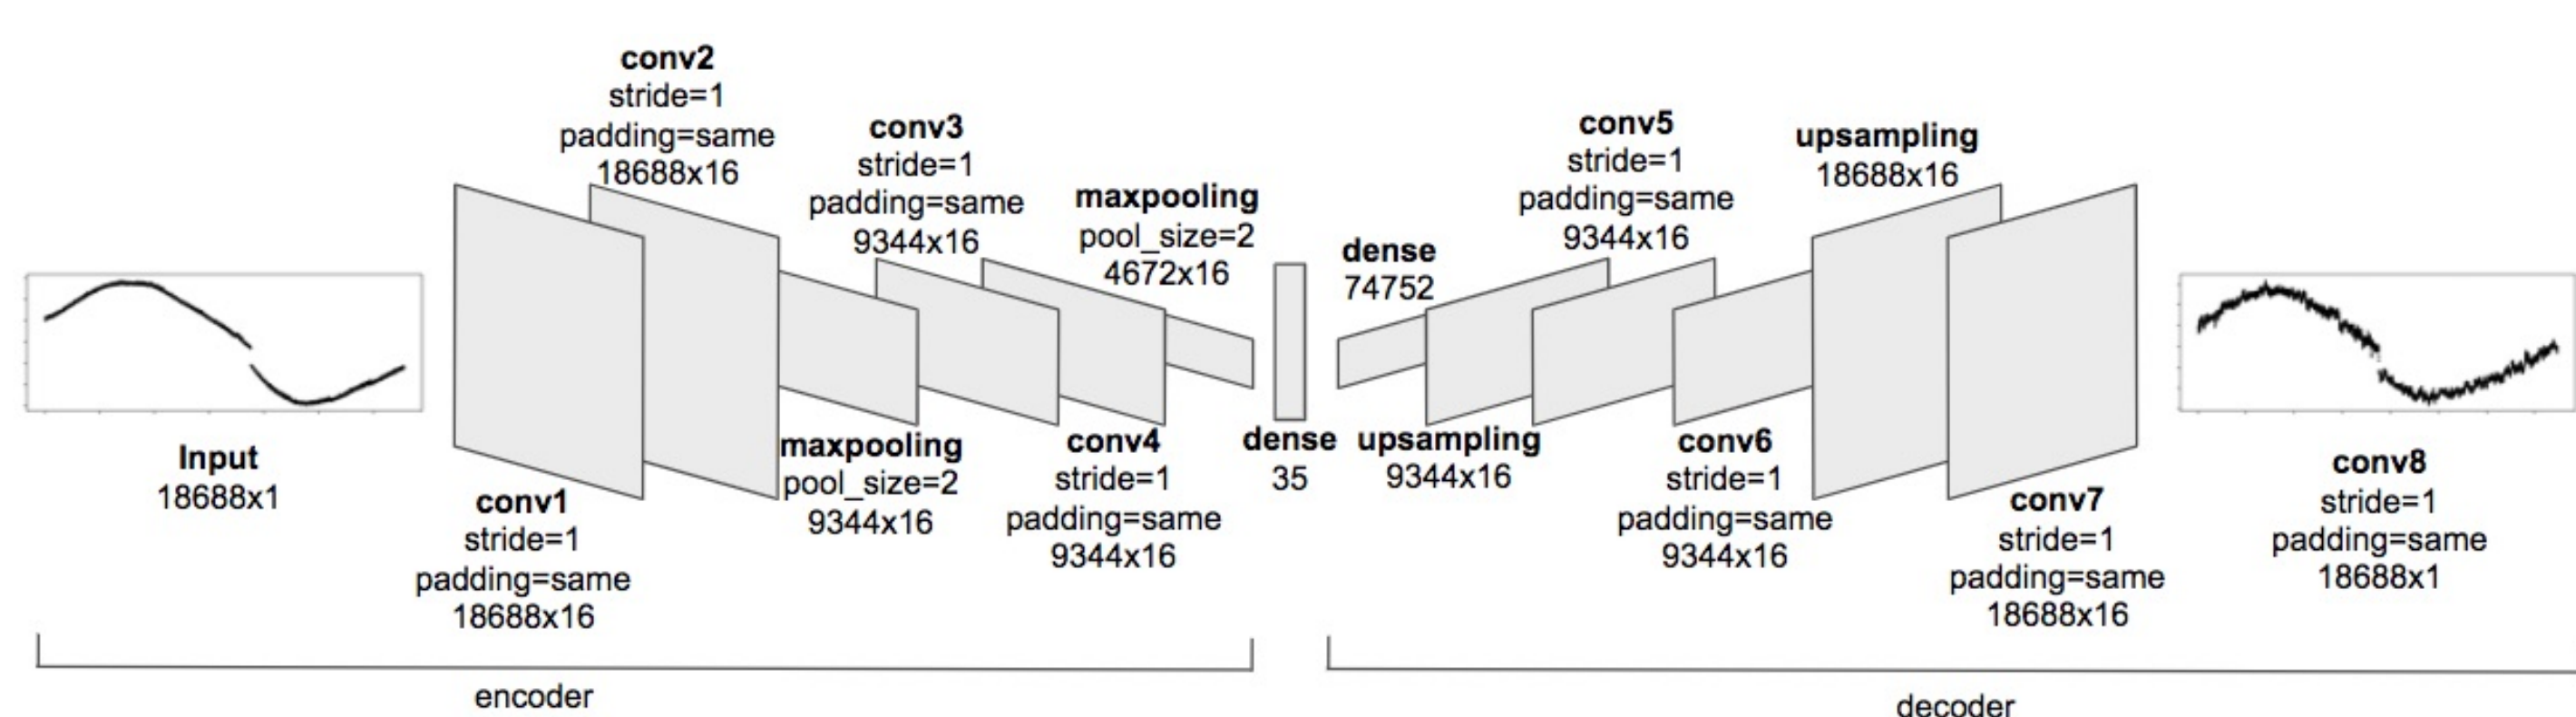 Input
18688x1
conv1
stride=1
padding=same
18688x16
conv2
stride=1
padding=same
18688x16
maxpooling
pool_size=2
9344x16
conv3
stride=1
padding=same
9344x16
conv4
stride=1
padding=same
9344x16
maxpooling
pool_size=2
4672x16
dense
35
dense
74752
upsampling
9344x16
conv5
stride=1
padding=same
9344x16
conv6
stride=1
padding=same
9344x16
upsampling
18688x16
conv7
stride=1
padding=same
18688x16
conv8
stride=1
padding=same
18688x1
encoder
decoder